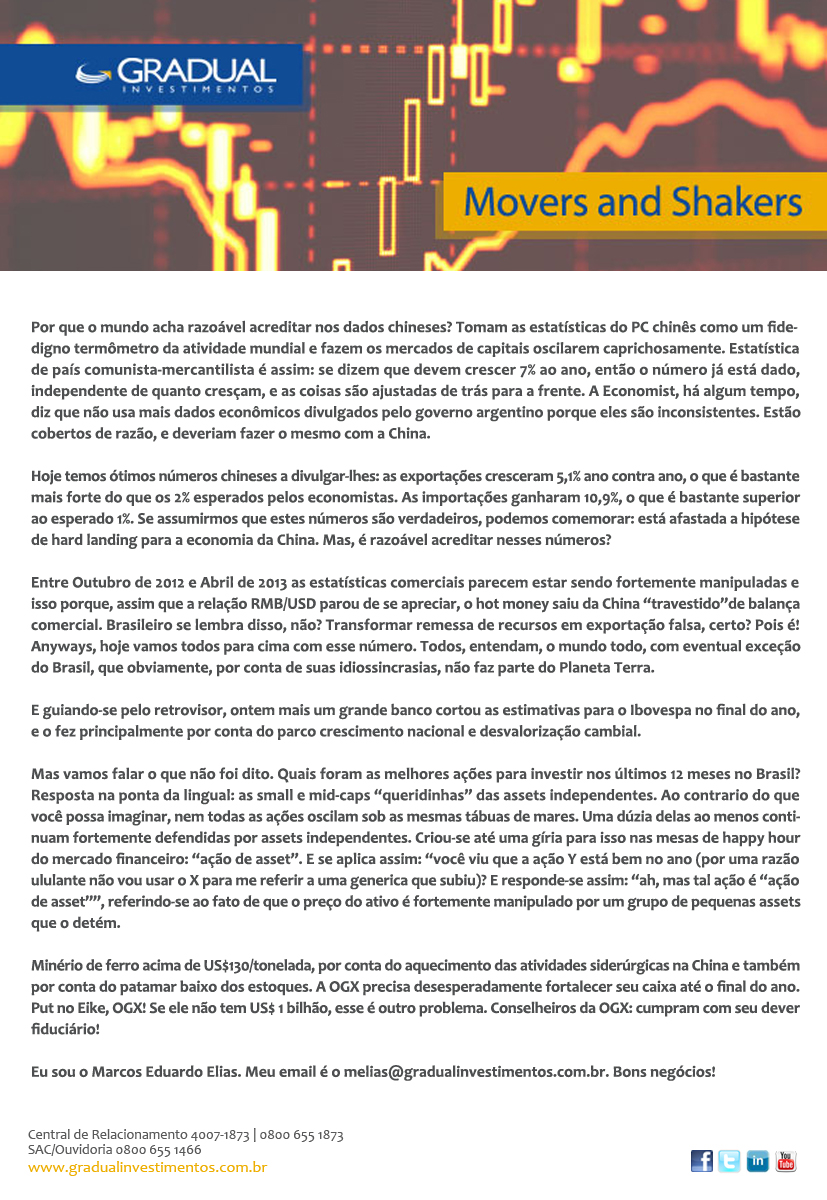 GRADUAL
INVESTIMENTOS
Movers and Shakers
Por que o mundo acha razoável acreditar nos dados chineses? Tomam as estatísticas do PC chinês como um fide-
digno termômetro da atividade mundial e fazem os mercados de capitais oscilarem caprichosamente. Estatística
de país comunista-mercantilista é assim: se dizem que devem crescer 7% ao ano, então o número já está dado,
independente de quanto cresçam, e as coisas são ajustadas de trás para a frente. A Economist, há algum tempo,
diz que não usa mais dados econômicos divulgados pelo governo argentino porque eles são inconsistentes. Estão
cobertos de razão, e deveriam fazer o mesmo com a China.
Hoje temos ótimos números chineses a divulgar-lhes: as exportações cresceram 5,1% ano contra ano, o que é bastante
mais forte do que os 2% esperados pelos economistas. As importações ganharam 10,9%, o que é bastante superior
ao esperado 1%. Se assumirmos que estes números são verdadeiros, podemos comemorar: está afastada a hipótese
de hard landing para a economia da China. Mas, é razoável acreditar nesses números?
Entre Outubro de 2012 e Abril de 2013 as estatísticas comerciais parecem estar sendo fortemente manipuladas e
isso porque, assim que a relação RMB/USD parou de se apreciar, o hot money saiu da China “travestido”de balança
comercial. Brasileiro se lembra disso, não? Transformar remessa de recursos em exportação falsa, certo? Pois é!
Anyways, hoje vamos todos para cima com esse número. Todos, entendam, o mundo todo, com eventual exceção
do Brasil, que obviamente, por conta de suas idiossincrasias, não faz parte do Planeta Terra.
E guiando-se pelo retrovisor, ontem mais um grande banco cortou as estimativas para o Ibovespa no final do ano,
e o fez principalmente por conta do parco crescimento nacional e desvalorização cambial.
Mas vamos falar o que não foi dito. Quais foram as melhores ações para investir nos últimos 12 meses no Brasil?
Resposta na ponta da lingual: as small e mid-caps “queridinhas” das assets independentes. Ao contrario do que
você possa imaginar, nem todas as ações oscilam sob as mesmas tábuas de mares. Uma dúzia delas ao menos conti-
nuam fortemente defendidas por assets independentes. Criou-se até uma gíria para isso nas mesas de happy hour
do mercado financeiro: “ação de asset”. E se aplica assim: “você viu que a ação Y está bem no ano (por uma razão
ululante não vou usar o X para me referir a uma generica que subiu)? E responde-se assim: “ah, mas tal ação é “ação
de asset””, referindo-se ao fato de que o preço do ativo é fortemente manipulado por um grupo de pequenas assets
que o detém.
Minério de ferro acima de US$130/tonelada, por conta do aquecimento das atividades siderúrgicas na China e também
por conta do patamar baixo dos estoques. A OGX precisa desesperadamente fortalecer seu caixa até o final do ano.
Put no Eike, OGX! Se ele não tem US$ 1 bilhão, esse é outro problema. Conselheiros da OGX: cumpram com seu dever
fiduciário!
Eu sou o Marcos Eduardo Elias. Meu email é o melias@gradualinvestimentos.com.br. Bons negócios!
Central de Relacionamento 4007-1873 | 0800 655 1873
SAC/Ouvidoria 0800 655 1466
www.gradualinvestimentos.com.br
f t in You Tube